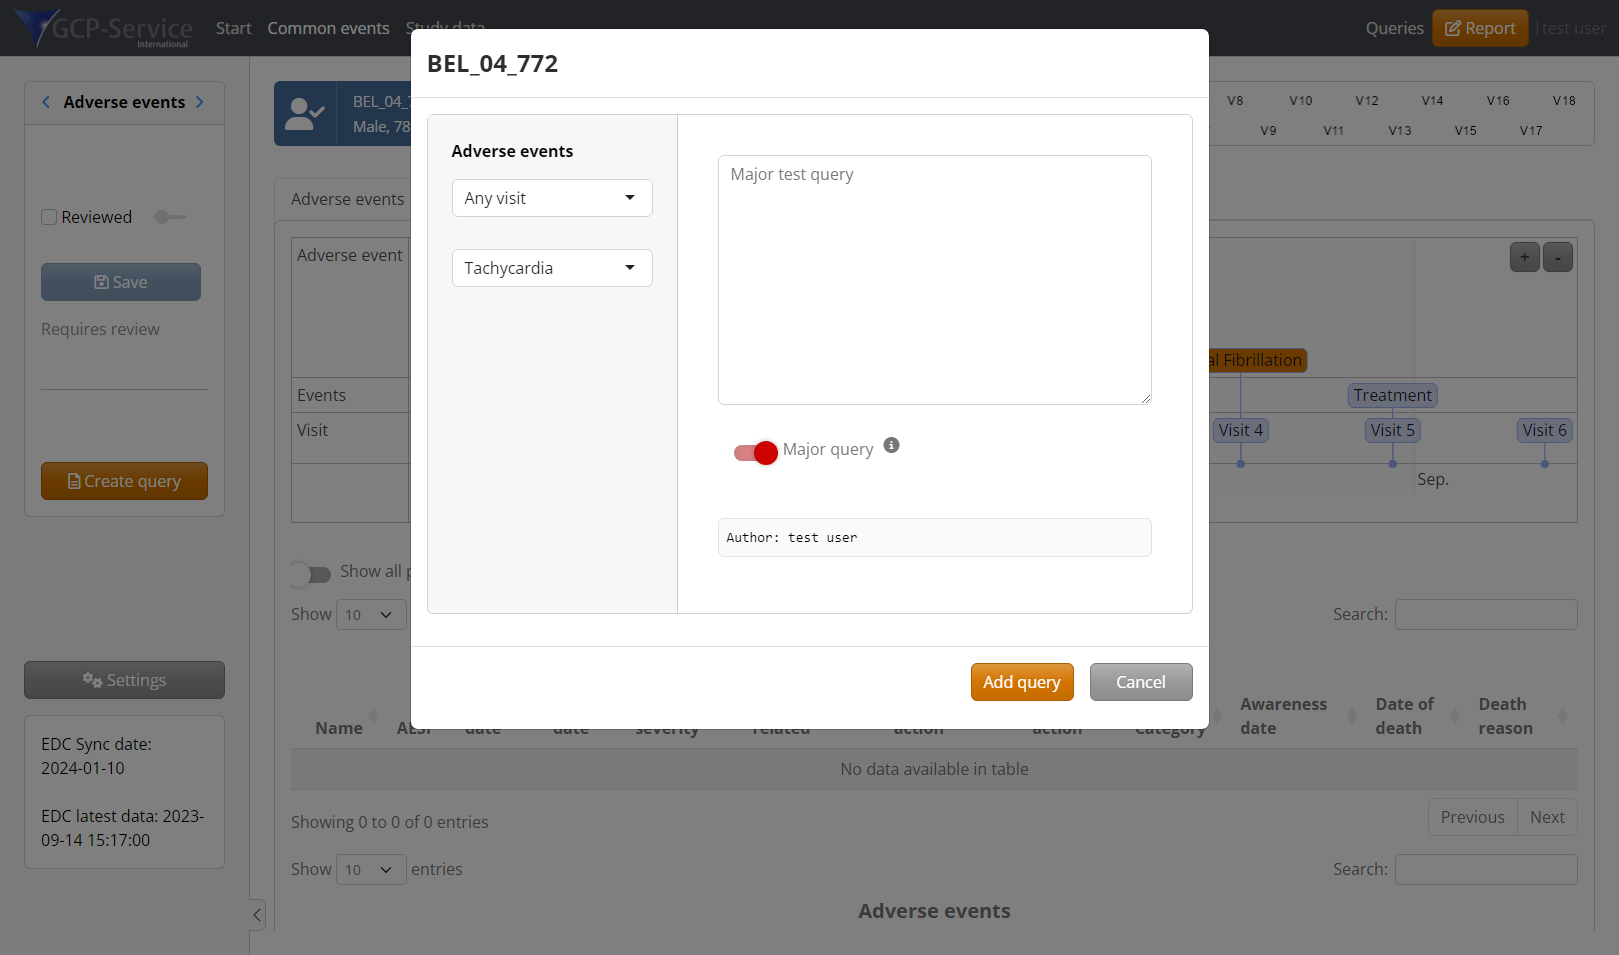 GCP-Service
International
Start
Common events
Study data
Queries
Report
test user
BEL_04_772
Adverse events
Reviewed
Save
Requires review
Create query
Settings
EDC Sync date:
2024-01-10
EDC latest data: 2023-
09-14 15:17:00
Male, 78
V8
V10
V12
V14
V16
V18
V9
V11
V13
V15
V17
Adverse events
Adverse event
Events
Visit
Adverse events
Any visit
Tachycardia
Major test query
Major query
Author: test user
Add query
Cancel
+
-
al Fibrillation
Treatment
Visit 4
Visit 5
Visit 6
Sep.
Show all
Show 10
Search:
Name
date
date
severity
related
action
action
Category
Awareness
date
Date of
death
Death
reason
No data available in table
Showing 0 to 0 of 0 entries
Previous
Next
Show 10 entries
Search:
Adverse events